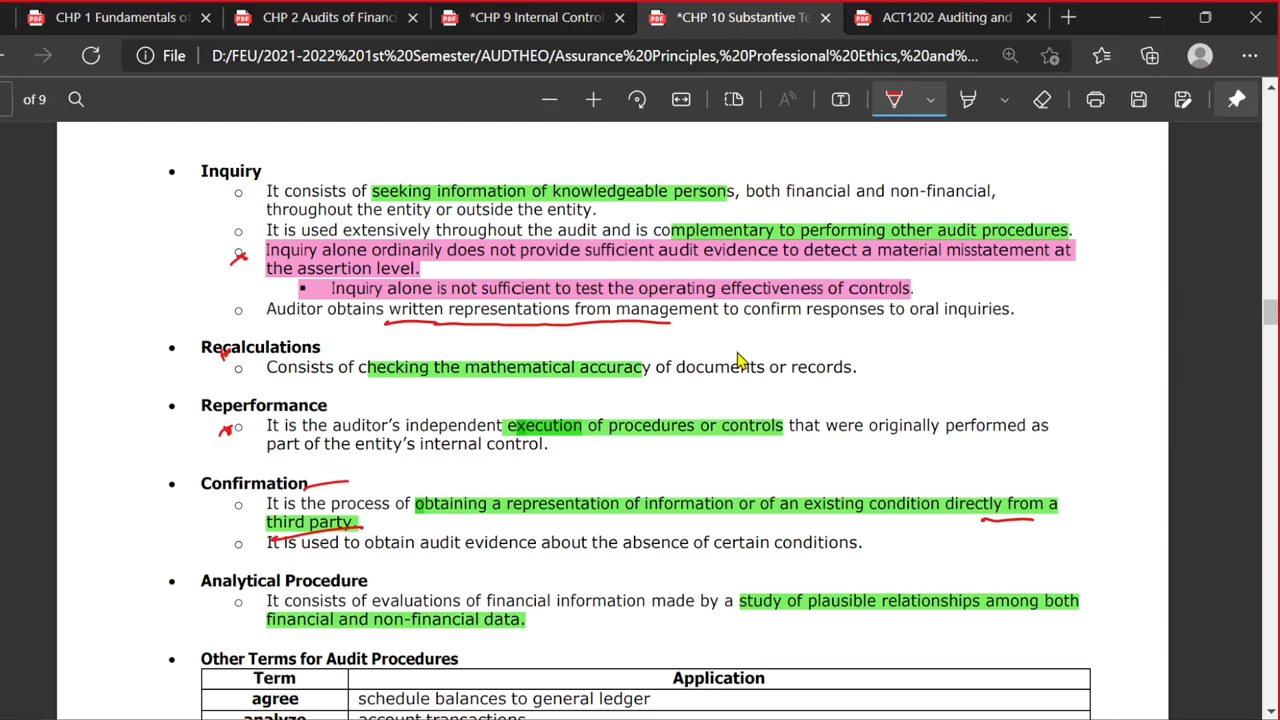 CHP 1 Fundamentals of
CHP 2 Audits of Financi
*CHP 9 Internal Control
*CHP 10 Substantive Te
ACT1202 Auditing and
File
D:/FEU/2021-2022%201st%20Semester/AUDTHEO/Assurance%20Principles,%20Professional%20Ethics,%20and%...
of 9
• Inquiry
o It consists of seeking information of knowledgeable persons, both financial and non-financial,
throughout the entity or outside the entity.
o It is used extensively throughout the audit and is complementary to performing other audit procedures.
o Inquiry alone ordinarily does not provide sufficient audit evidence to detect a material misstatement at
the assertion level.
▪ Inquiry alone is not sufficient to test the operating effectiveness of controls.
o Auditor obtains written representations from management to confirm responses to oral inquiries.
• Recalculations
o Consists of checking the mathematical accuracy of documents or records.
• Reperformance
o It is the auditor's independent execution of procedures or controls that were originally performed as
part of the entity's internal control.
• Confirmation
o It is the process of obtaining a representation of information or of an existing condition directly from a
third party.
o It is used to obtain audit evidence about the absence of certain conditions.
• Analytical Procedure
o It consists of evaluations of financial information made by a study of plausible relationships among both
financial and non-financial data.
• Other Terms for Audit Procedures
Term Application
agree schedule balances to general ledger
analyze account transactions